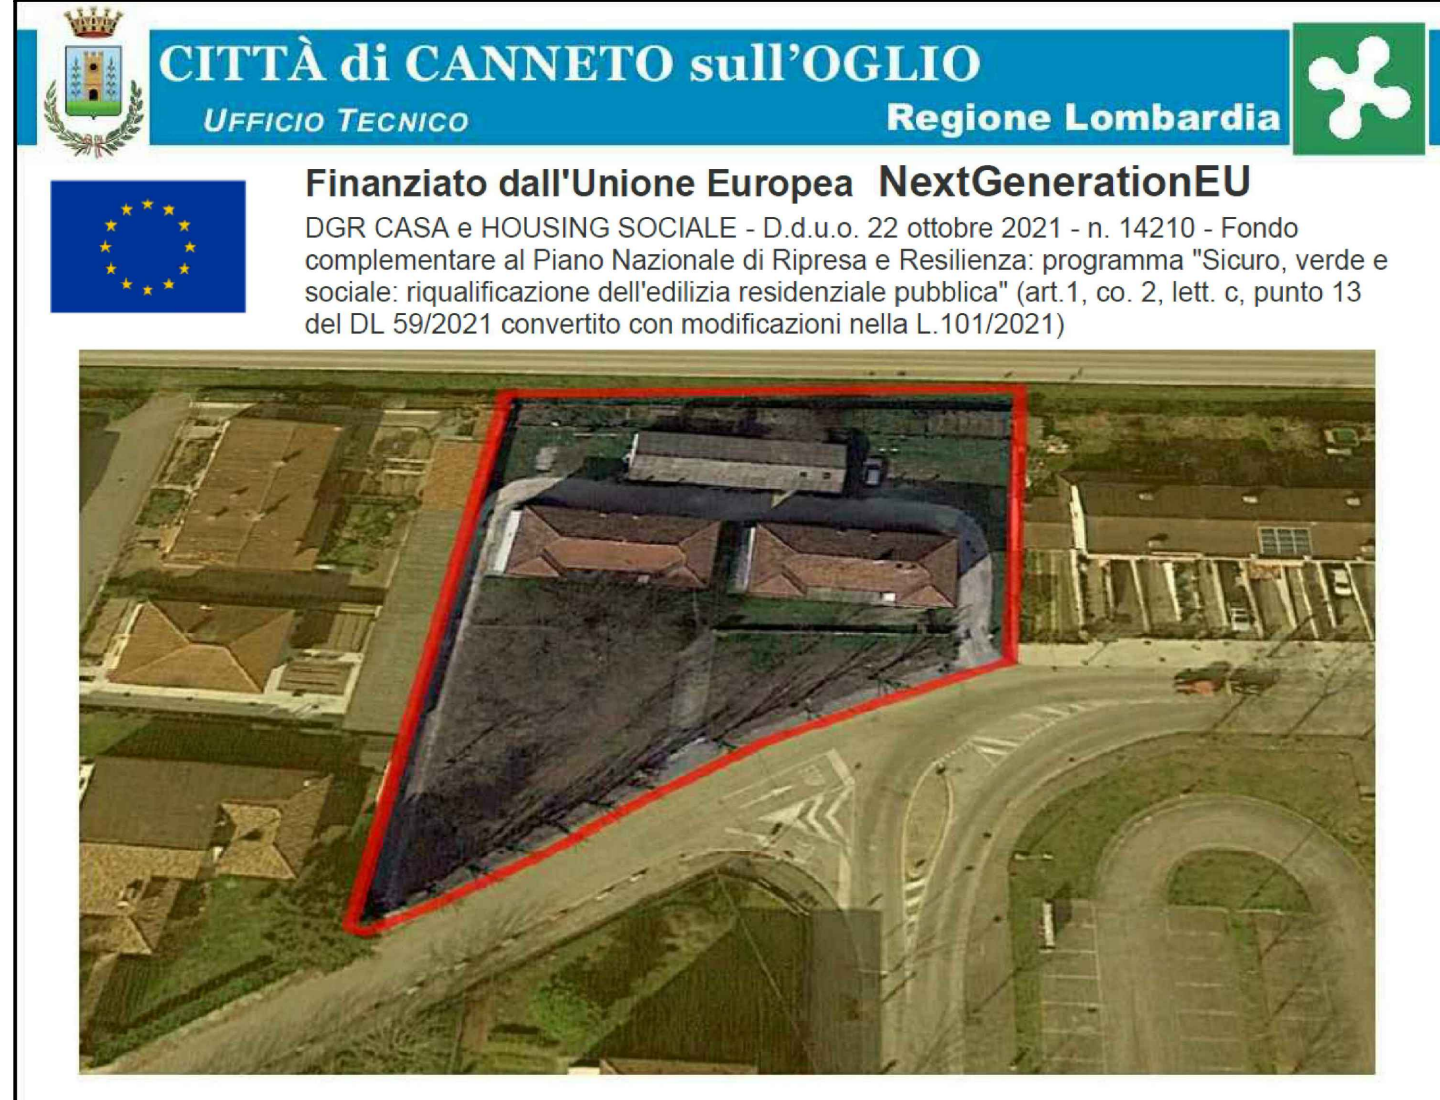 CITTÀ di CANNETO sull'OGLIO
UFFICIO TECNICO
Regione Lombardia
Finanziato dall'Unione Europea NextGenerationEU
DGR CASA e HOUSING SOCIALE - D.d.u.o. 22 ottobre 2021 - n. 14210 - Fondo
complementare al Piano Nazionale di Ripresa e Resilienza: programma "Sicuro, verde e
sociale: riqualificazione dell'edilizia residenziale pubblica" (art.1, co. 2, lett. c, punto 13
del DL 59/2021 convertito con modificazioni nella L.101/2021)